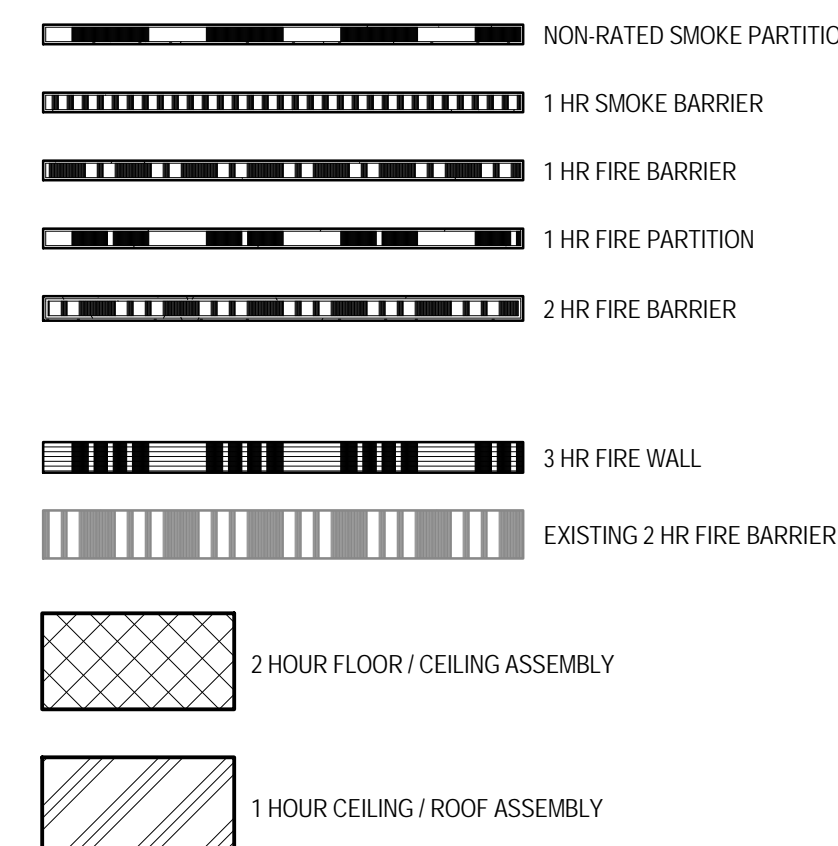 NON-RATED SMOKE PARTITIO
1 HR SMOKE BARRIER
1 HR FIRE BARRIER
1 HR FIRE PARTITION
2 HR FIRE BARRIER
3 HR FIRE WALL
EXISTING 2 HR FIRE BARRIER
2 HOUR FLOOR / CEILING ASSEMBLY
1 HOUR CEILING / ROOF ASSEMBLY